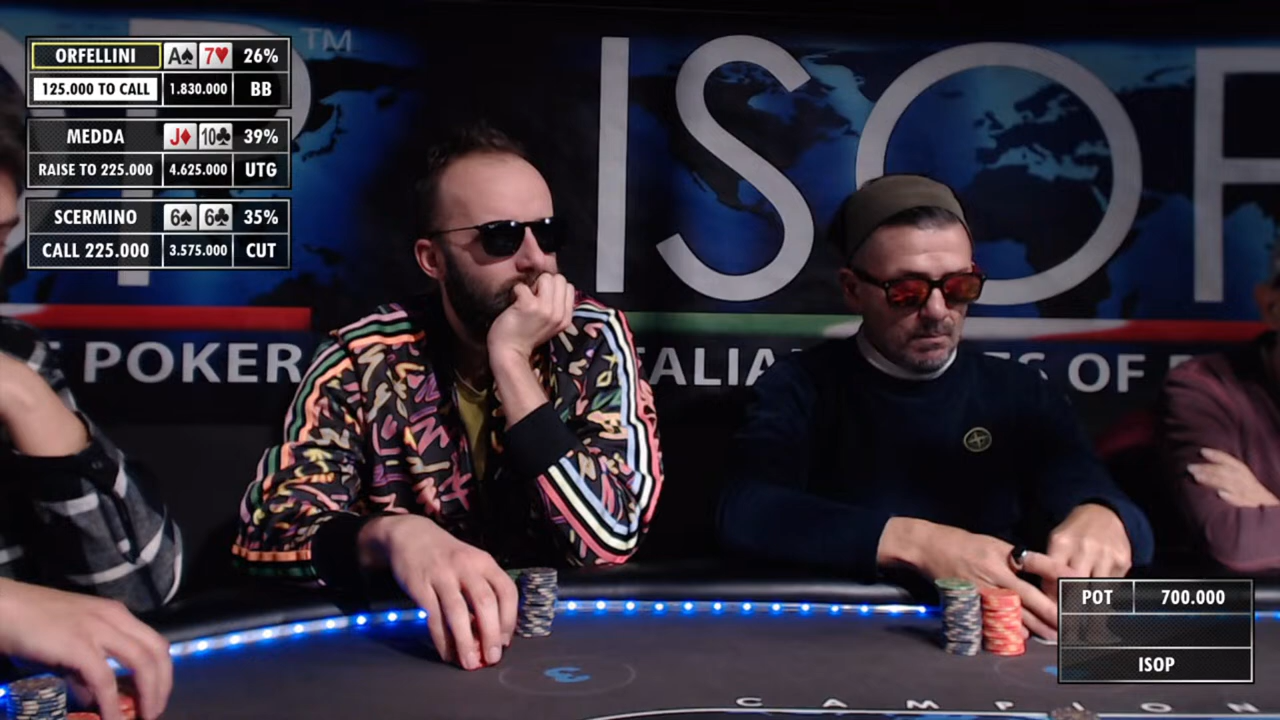 ORFELLINI A♠ 7♥ 26%
125.000 TO CALL 1.830.000 BB
MEDDA J♦ 10♣ 39%
RAISE TO 225.000 4.625.000 UTG
SCERMINO 6♠ 6♣ 35%
CALL 225.000 3.575.000 CUT
TM
ISOP
POKER
OF
POT 700.000
ISOP